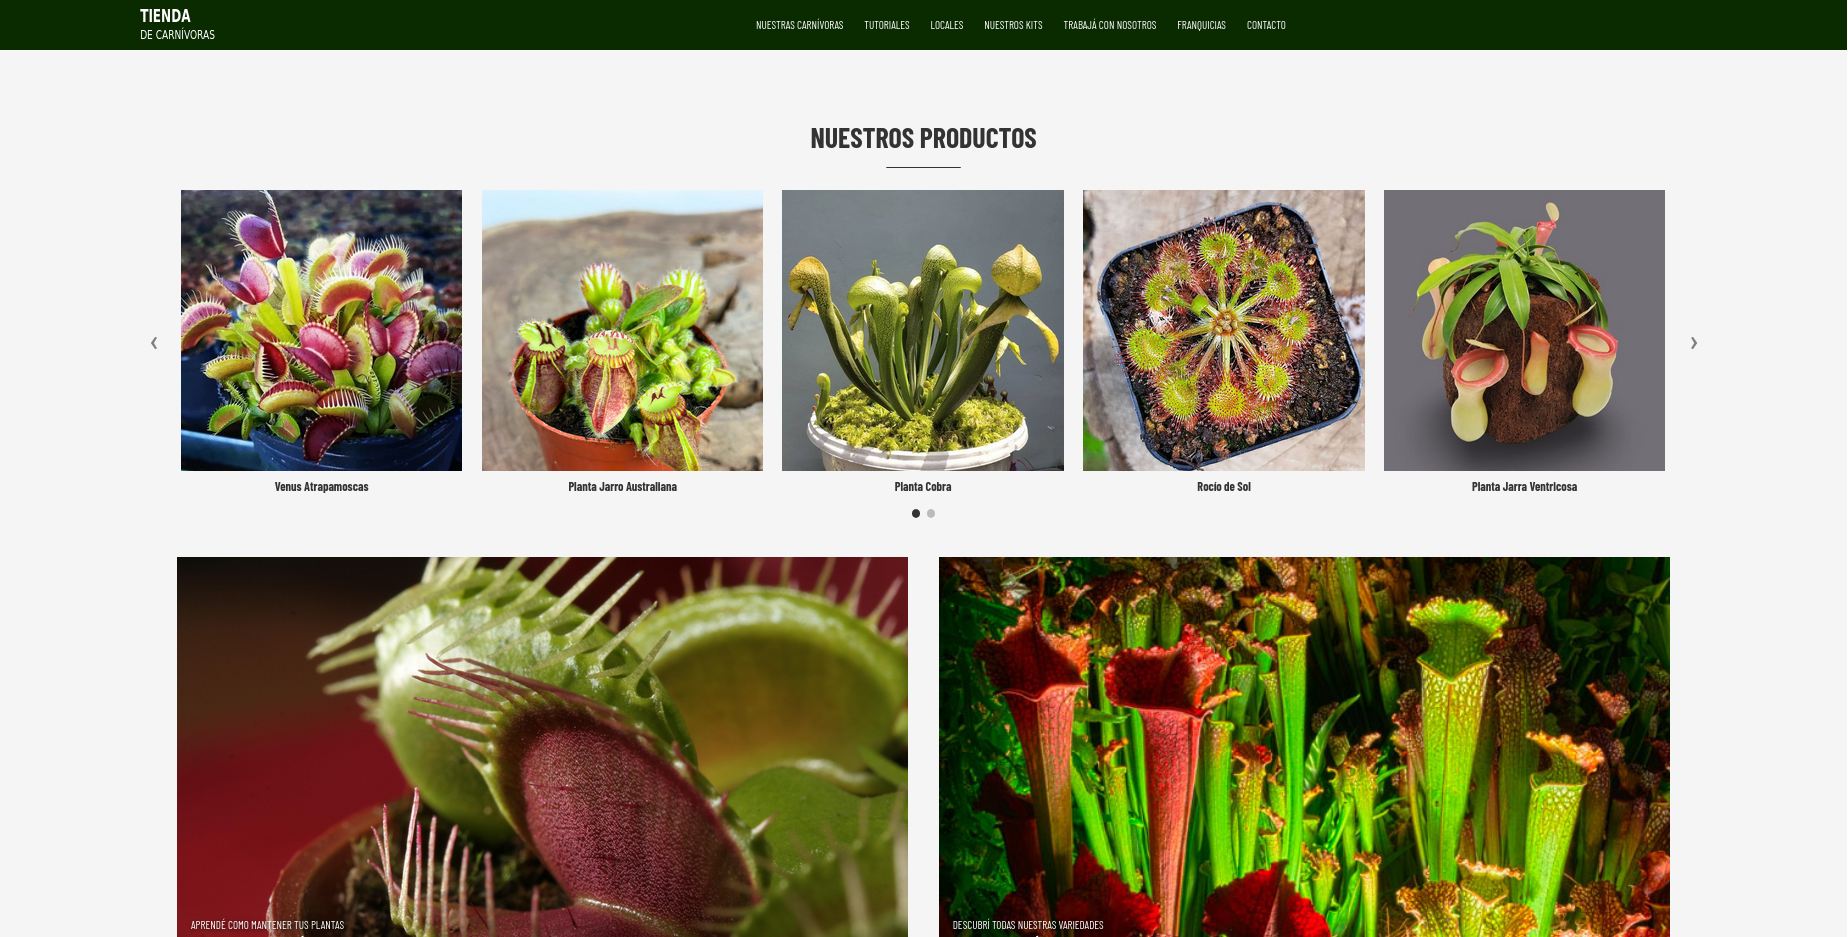 TIENDA
DE CARNÍVORAS
NUESTRAS CARNÍVORAS TUTORIALES LOCALES NUESTROS KITS TRABAJÁ CON NOSOTROS FRANQUICIAS CONTACTO
NUESTROS PRODUCTOS
Venus Atrapamoscas
Planta Jarro Australiana
Planta Cobra
Rocío de Sol
Planta Jarra Ventricosa
APRENDÉ COMO MANTENER TUS PLANTAS
DESCUBRÍ TODAS NUESTRAS VARIEDADES